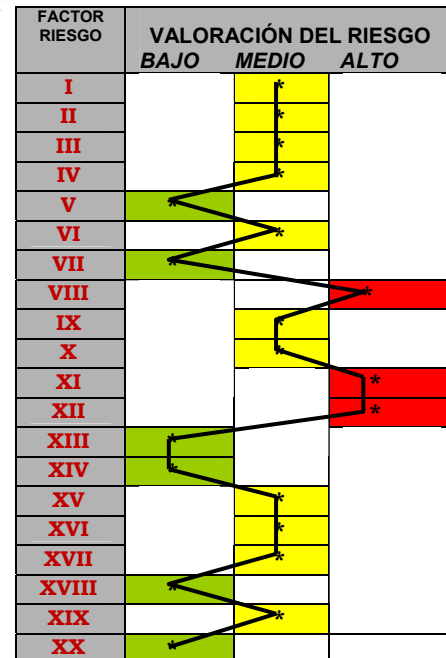 FACTOR
RIESGO
VALORACIÓN DEL RIESGO
BAJO MEDIO ALTO
I *
II *
III *
IV *
V *
VI *
VII *
VIII *
IX *
X *
XI *
XII *
XIII *
XIV *
XV *
XVI *
XVII *
XVIII *
XIX *
XX *